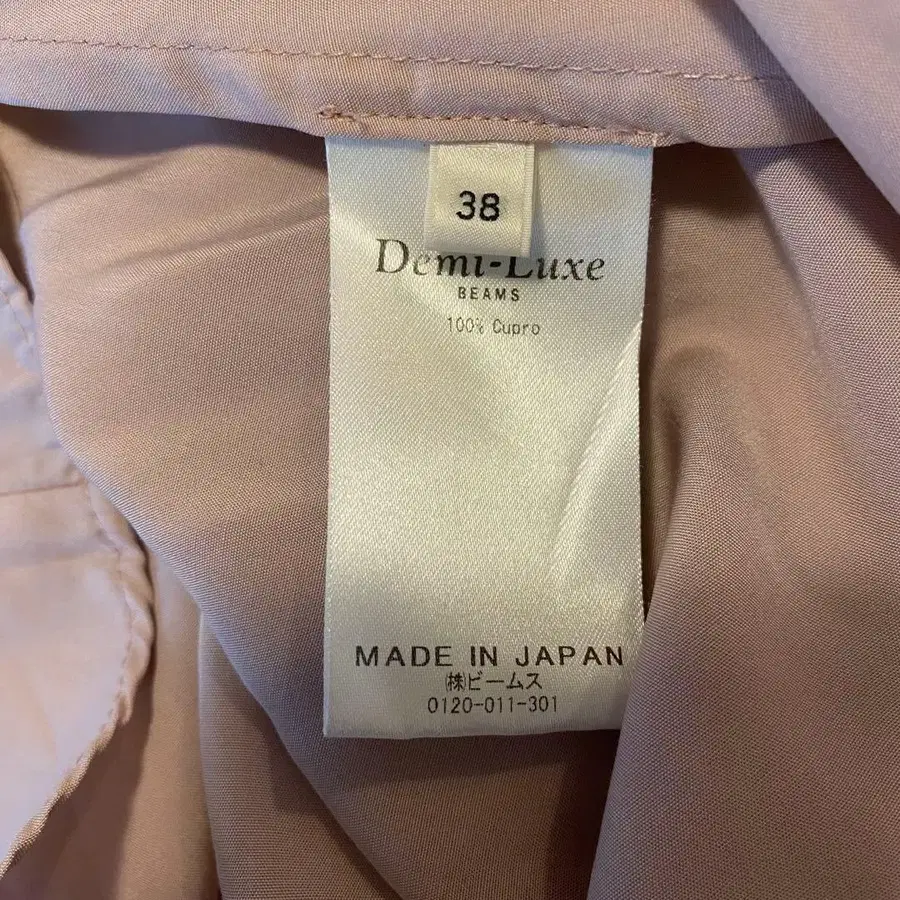 38
Demi-Luxe
BEAMS
100% Cupro
MADE IN JAPAN
㈱ビームス
0120-011-301